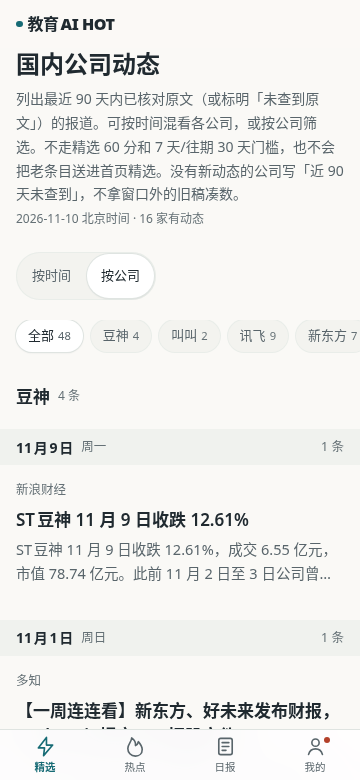 教育 AI HOT
国内公司动态
列出最近 90 天内已核对原文（或标明「未查到原
文」）的报道。可按时间混看各公司，或按公司筛
选。不走精选 60 分和 7 天/往期 30 天门槛，也不会
把老条目送进首页精选。没有新动态的公司写「近 90
天未查到」，不拿窗口外的旧稿凑数。
2026-11-10 北京时间 · 16 家有动态
按时间 按公司
全部 48 豆神 4 叫叫 2 讯飞 9 新东方 7
豆神 4 条
11月9日 周一 1 条
新浪财经
ST豆神 11 月 9 日收跌 12.61%
ST豆神 11 月 9 日收跌 12.61%，成交 6.55 亿元，
市值 78.74 亿元。此前 11 月 2 日至 3 日公司曾...
11月1日 周日 1 条
多知
【一周连连看】新东方、好未来发布财报，
精选 热点 日报 我的